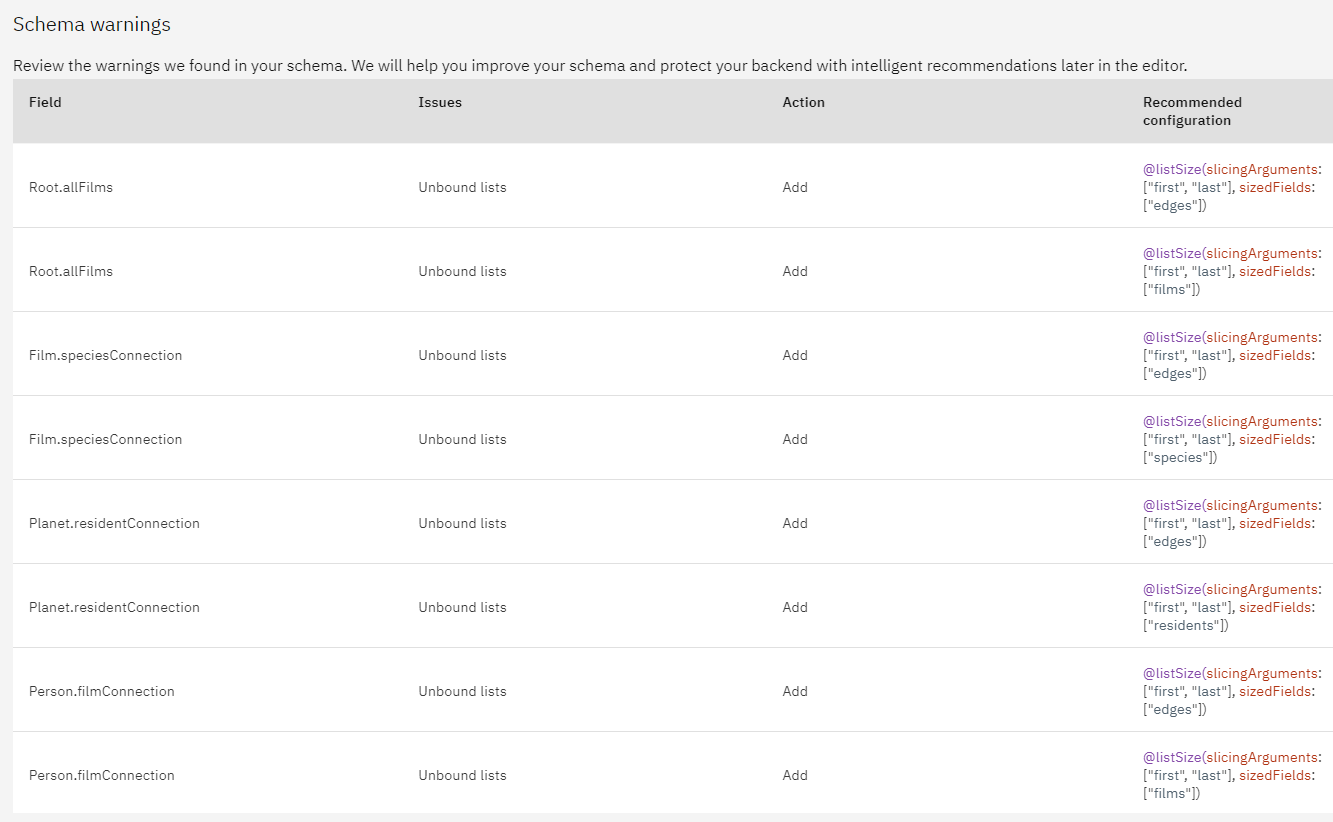 Schema warnings
Review the warnings we found in your schema. We will help you improve your schema and protect your backend with intelligent recommendations later in the editor.
Field Issues Action Recommended
configuration
@listSize(slicingArguments:
Root.allFilms Unbound lists Add ["first", "last"], sizedFields:
["edges"])
@listSize(slicingArguments:
Root.allFilms Unbound lists Add ["first", "last"], sizedFields:
["films"])
@listSize(slicingArguments:
Film.speciesConnection Unbound lists Add ["first", "last"], sizedFields:
["edges"])
@listSize(slicingArguments:
Film.speciesConnection Unbound lists Add ["first", "last"], sizedFields:
["species"])
@listSize(slicingArguments:
Planet.residentConnection Unbound lists Add ["first", "last"], sizedFields:
["edges"])
@listSize(slicingArguments:
Planet.residentConnection Unbound lists Add ["first", "last"], sizedFields:
["residents"])
@listSize(slicingArguments:
Person.filmConnection Unbound lists Add ["first", "last"], sizedFields:
["edges"])
@listSize(slicingArguments:
Person.filmConnection Unbound lists Add ["first", "last"], sizedFields:
["films"])